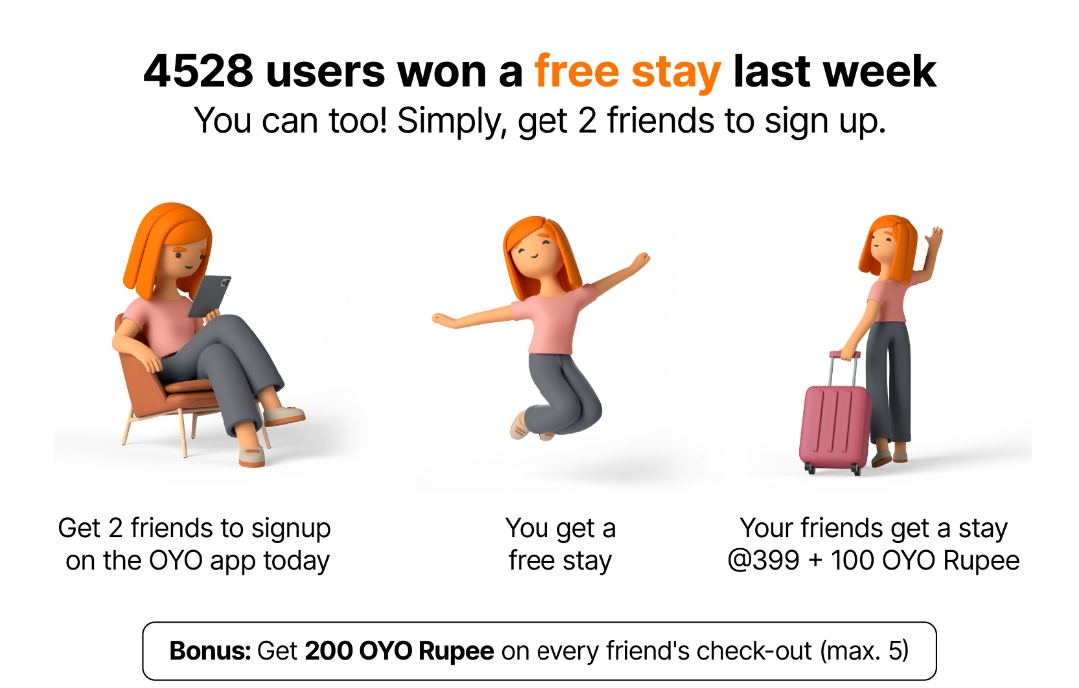 4528 users won a free stay last week
You can too! Simply, get 2 friends to sign up.
Get 2 friends to signup
on the OYO app today
You get a
free stay
Your friends get a stay
@399 + 100 OYO Rupee
Bonus: Get 200 OYO Rupee on every friend's check-out (max. 5)